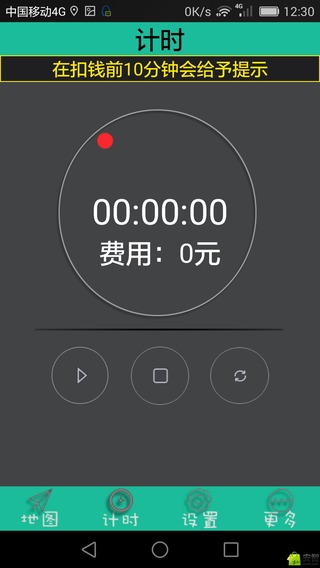 中国移动4G 0K/s 4G 12:30
计时
在扣钱前10分钟会给予提示
00:00:00
费用：0元
地图 计时 设置 更多